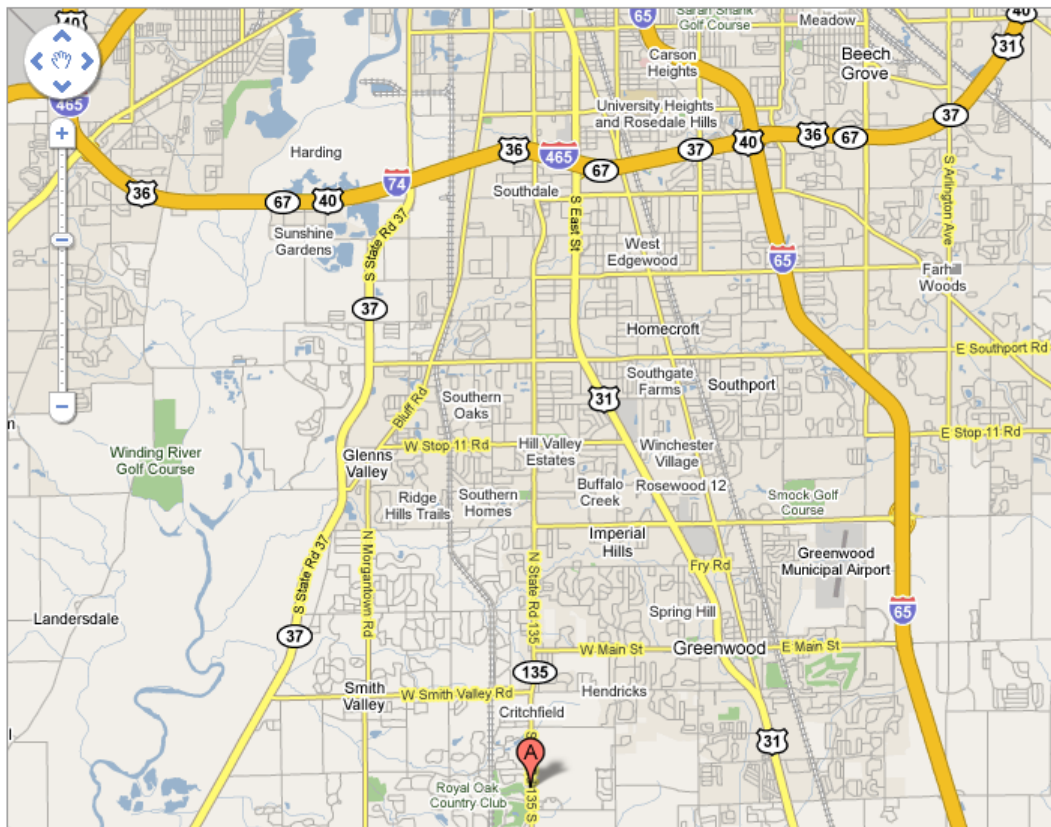 40
65
Sarah Shank
Golf Course
Meadow
40
31
Carson
Heights
Beech
Grove
465
University Heights
and Rosedale Hills
37
36
67
40
37
36
465
67
Harding
74
Southdale
S Arlington Ave
36
67
40
S East St
Sunshine
Gardens
S State Rd 37
West
Edgewood
65
Farhill
Woods
37
Homecroft
E Southport Rd
Southgate
Farms
Southport
Bluff Rd
Southern
Oaks
31
m
E Stop 11 Rd
W Stop 11 Rd
Hill Valley
Estates
Winchester
Village
Winding River
Golf Course
Glenns
Valley
Buffalo
Creek
Rosewood 12
Ridge
Hills Trails
Southern
Homes
Smock Golf
Course
Imperial
Hills
N Morgantown Rd
N State Rd 135
Fry Rd
Greenwood
Municipal Airport
S State Rd 37
Landersdale
Spring Hill
65
37
W Main St
Greenwood
E Main St
135
Smith
Valley
W Smith Valley Rd
Hendricks
Critchfield
l
31
A
Royal Oak
Country Club
135 S